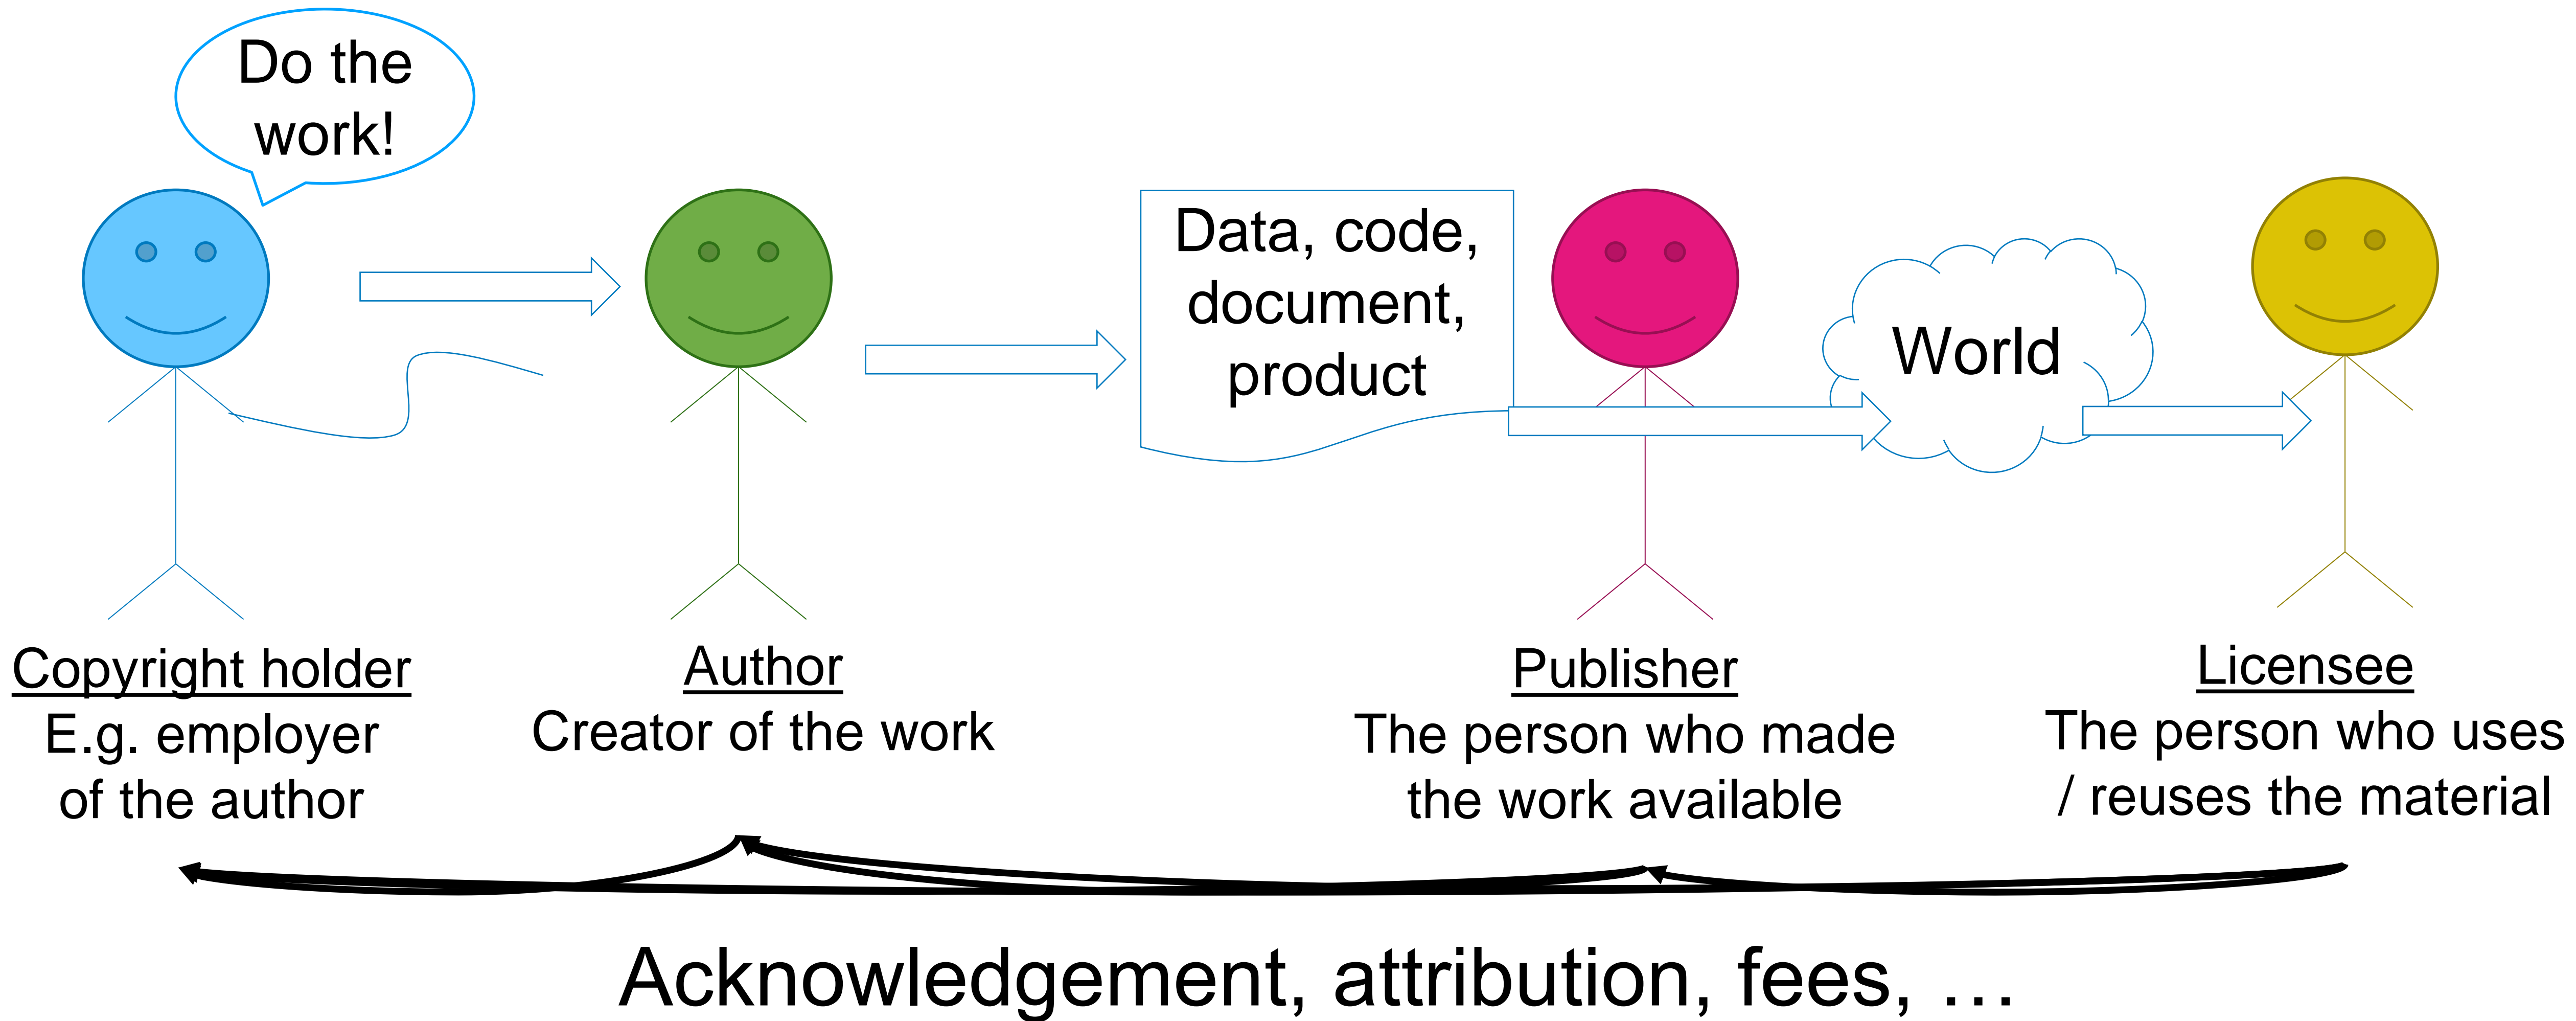 Do the
work!
Data, code,
document,
product
World
Copyright holder
E.g. employer
of the author
Author
Creator of the work
Publisher
The person who made
the work available
Licensee
The person who uses
/ reuses the material
Acknowledgement, attribution, fees, …